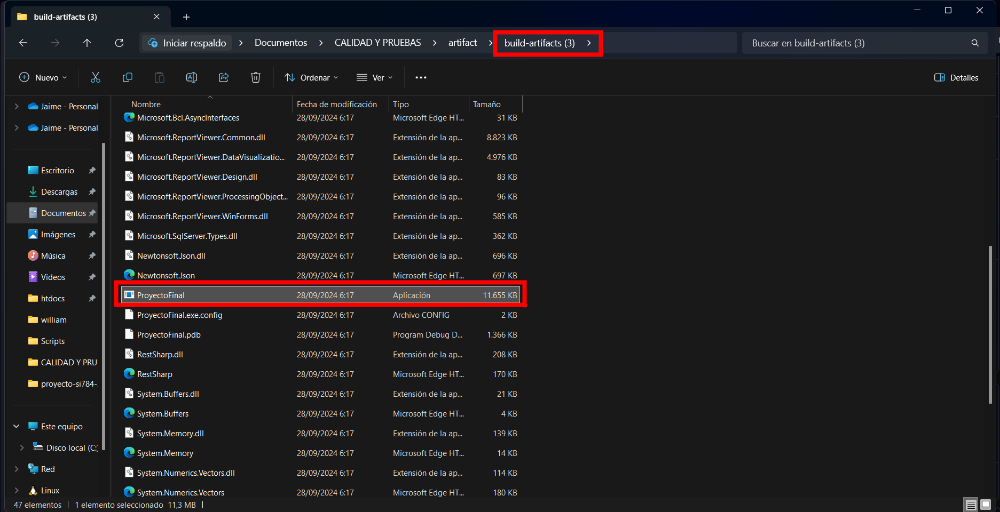 build-artifacts (3)
Iniciar respaldo > Documentos > CALIDAD Y PRUEBAS > artifact > build-artifacts (3) >
Buscar en build-artifacts (3)
Nuevo
Ordenar
Ver
Detalles
Jaime - Personal
Jaime - Personal
Escritorio
Descargas
Documentos
Imágenes
Música
Videos
htdocs
william
Scripts
CALIDAD Y PRU
proyecto-si784-.
Este equipo
Disco local (C:)
Red
Linux
Nombre Fecha de modificación Tipo Tamaño
Microsoft.Bcl.AsyncInterfaces 28/09/2024 6:17 Microsoft Edge HT... 31 KB
Microsoft.ReportViewer.Common.dll 28/09/2024 6:17 Extensión de la ap... 8.823 KB
Microsoft.ReportViewer.DataVisualizatio... 28/09/2024 6:17 Extensión de la ap... 4.976 KB
Microsoft.ReportViewer.Design.dll 28/09/2024 6:17 Extensión de la ap... 83 KB
Microsoft.ReportViewer.ProcessingObject... 28/09/2024 6:17 Extensión de la ap... 96 KB
Microsoft.ReportViewer.WinForms.dll 28/09/2024 6:17 Extensión de la ap... 585 KB
Microsoft.SqlServer.Types.dll 28/09/2024 6:17 Extensión de la ap... 362 KB
Newtonsoft.Json.dll 28/09/2024 6:17 Extensión de la ap... 696 KB
Newtonsoft.Json 28/09/2024 6:17 Microsoft Edge HT... 697 KB
ProyectoFinal 28/09/2024 6:17 Aplicación 11.655 KB
ProyectoFinal.exe.config 28/09/2024 6:17 Archivo CONFIG 2 KB
ProyectoFinal.pdb 28/09/2024 6:17 Program Debug D... 1.366 KB
RestSharp.dll 28/09/2024 6:17 Extensión de la ap... 208 KB
RestSharp 28/09/2024 6:17 Microsoft Edge HT... 170 KB
System.Buffers.dll 28/09/2024 6:17 Extensión de la ap... 21 KB
System.Buffers 28/09/2024 6:17 Microsoft Edge HT... 4 KB
System.Memory.dll 28/09/2024 6:17 Extensión de la ap... 139 KB
System.Memory 28/09/2024 6:17 Microsoft Edge HT... 14 KB
System.Numerics.Vectors.dll 28/09/2024 6:17 Extensión de la ap... 114 KB
System.Numerics.Vectors 28/09/2024 6:17 Microsoft Edge HT... 180 KB
47 elementos | 1 elemento seleccionado 11,3 MB |